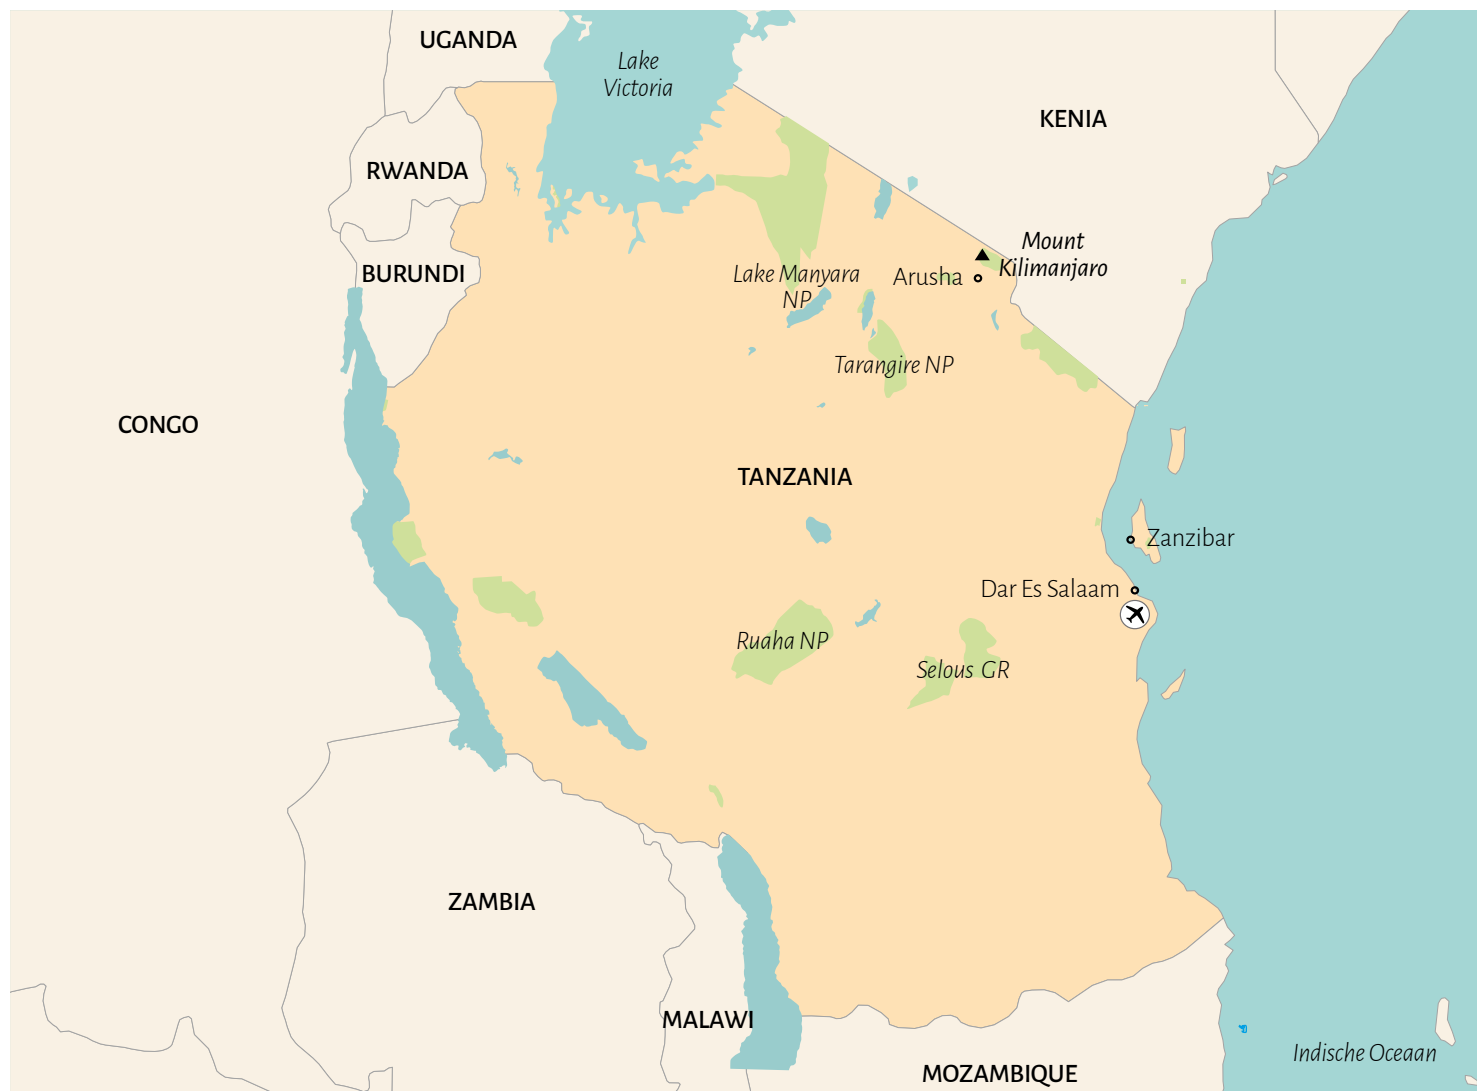 UGANDA
Lake
Victoria
KENIA
RWANDA
BURUNDI
Mount
Kilimanjaro
Arusha
Lake Manyara
NP
Tarangire NP
CONGO
TANZANIA
Zanzibar
Dar Es Salaam
Ruaha NP
Selous GR
ZAMBIA
MALAWI
Indische Oceaan
MOZAMBIQUE